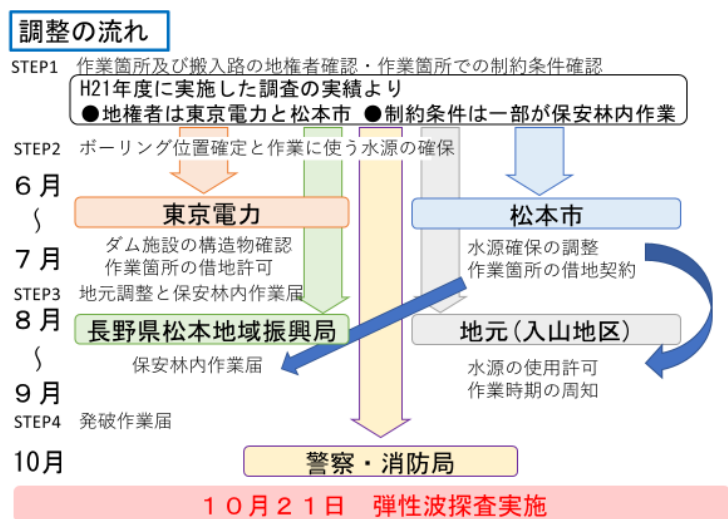 調整の流れ
STEP1 作業箇所及び搬入路の地権者確認・作業箇所での制約条件確認
H21年度に実施した調査の実績より
●地権者は東京電力と松本市 ●制約条件は一部が保安林内作業
STEP2 ボーリング位置確定と作業に使う水源の確保
6月
～
7月
東京電力
ダム施設の構造物確認
作業箇所の借地許可
松本市
水源確保の調整
作業箇所の借地契約
STEP3 地元調整と保安林内作業届
8月
～
9月
長野県松本地域振興局
保安林内作業届
地元(入山地区)
水源の使用許可
作業時期の周知
STEP4 発破作業届
10月
警察・消防局
10月21日 弾性波探査実施